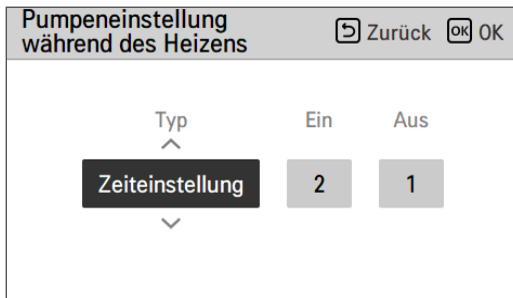 Pumpeneinstellung
während des Heizens
Zurück OK OK
Typ Ein Aus
Zeiteinstellung 2 1